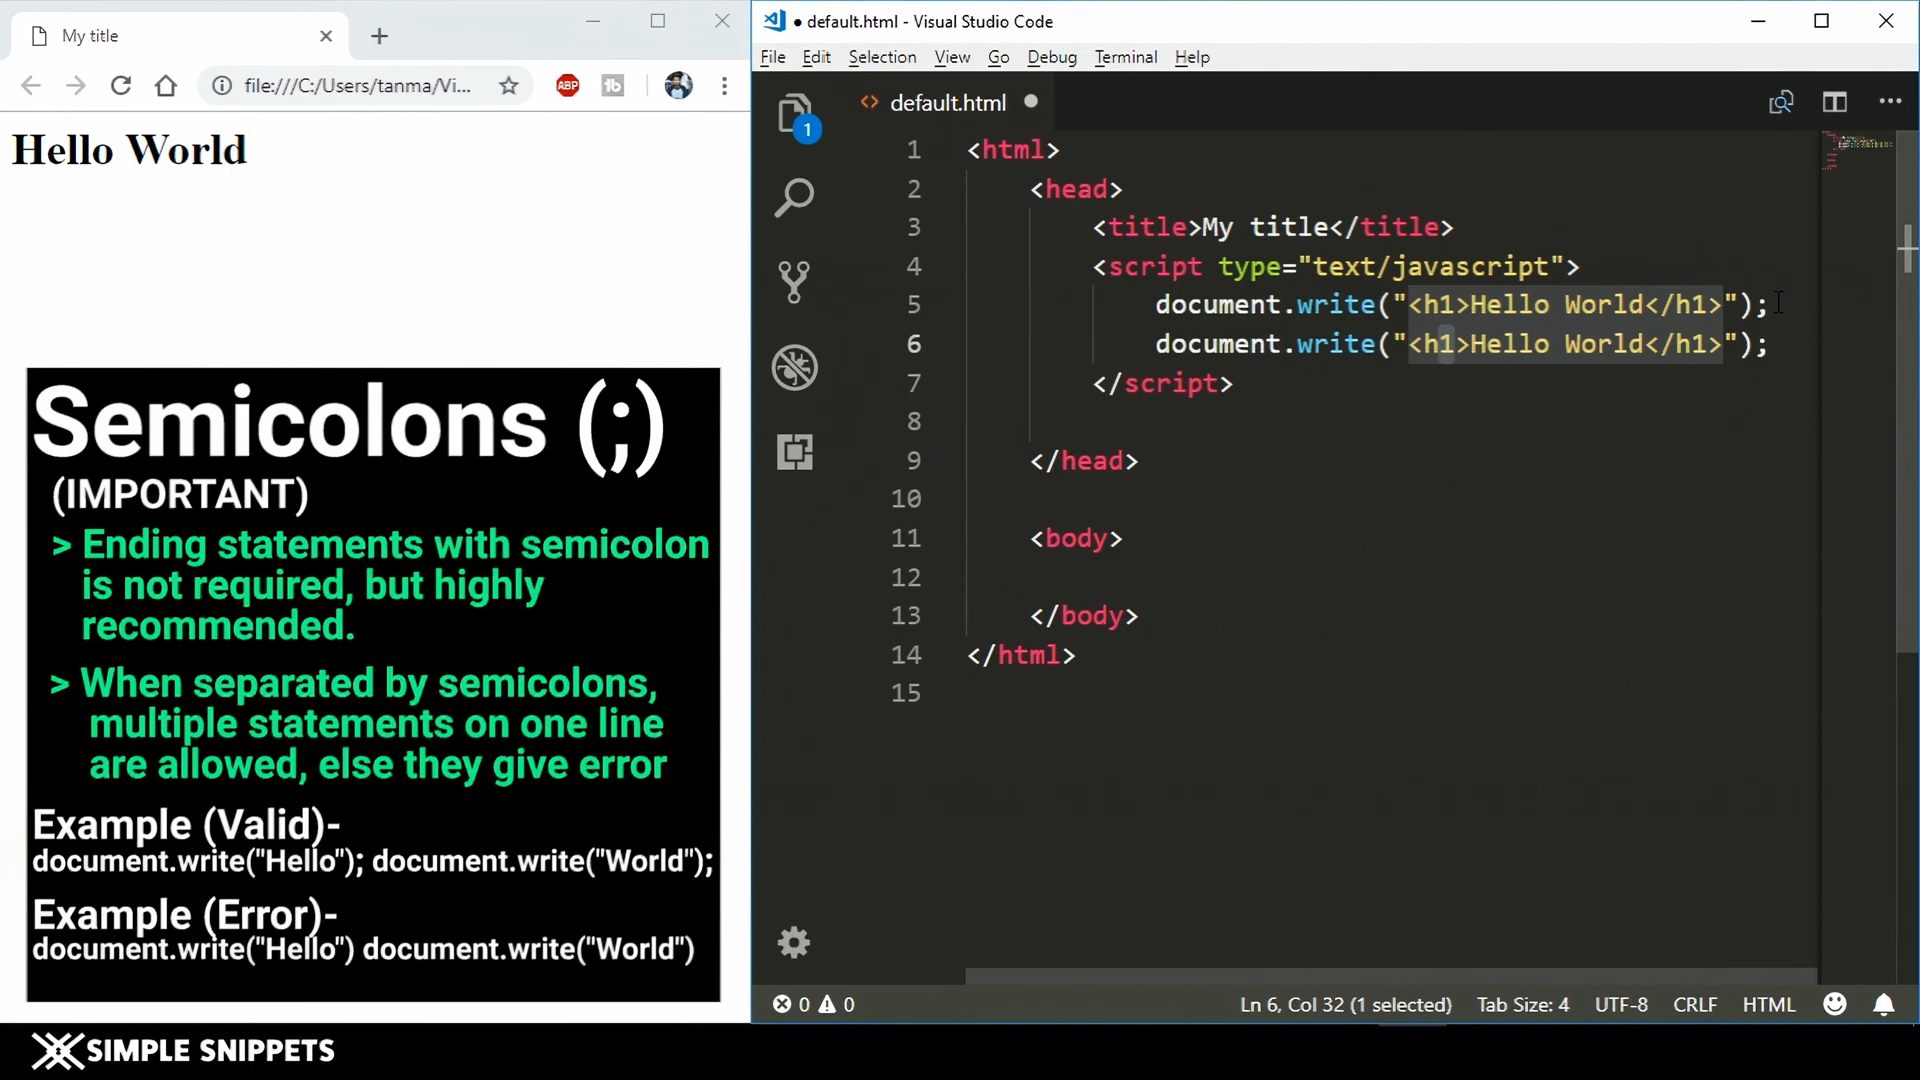 My title
file:///C:/Users/tanma/Vi...
ABP
Hello World
Semicolons (;)
(IMPORTANT)
> Ending statements with semicolon
is not required, but highly
recommended.
> When separated by semicolons,
multiple statements on one line
are allowed, else they give error
Example (Valid)-
document.write("Hello"); document.write("World");
Example (Error)-
document.write("Hello") document.write("World")
SIMPLE SNIPPETS
● default.html - Visual Studio Code
File Edit Selection View Go Debug Terminal Help
1
<> default.html
1 <html>
2 <head>
3 <title>My title</title>
4 <script type="text/javascript">
5 document.write("<h1>Hello World</h1>");
6 document.write("<h1>Hello World</h1>");
7 </script>
8
9 </head>
10
11 <body>
12
13 </body>
14 </html>
15
0 0 Ln 6, Col 32 (1 selected) Tab Size: 4 UTF-8 CRLF HTML